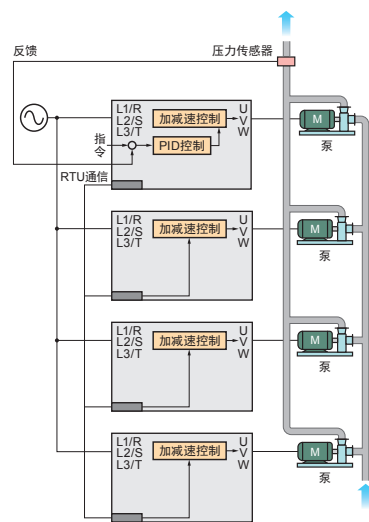 反馈
压力传感器
L1/R
L2/S
L3/T
加减速控制
U
V
W
指令
PID控制
M
泵
RTU通信
L1/R
L2/S
L3/T
加减速控制
U
V
W
M
泵
L1/R
L2/S
L3/T
加减速控制
U
V
W
M
泵
L1/R
L2/S
L3/T
加减速控制
U
V
W
M
泵